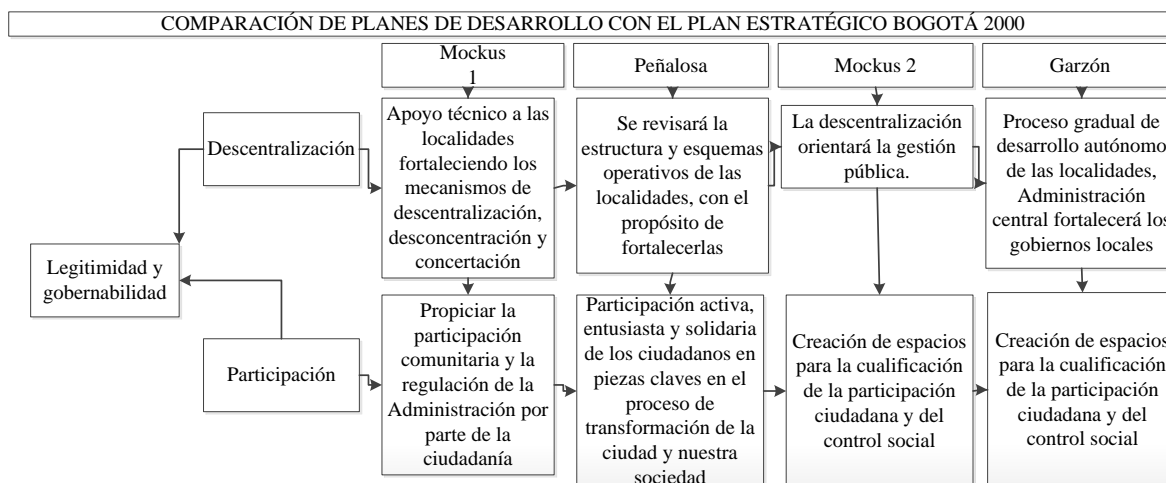 COMPARACIÓN DE PLANES DE DESARROLLO CON EL PLAN ESTRATÉGICO BOGOTÁ 2000
Mockus
1
Peñalosa
Mockus 2
Garzón
Descentralización
Apoyo técnico a las
localidades fortaleciendo los
mecanismos de
descentralización,
desconcentración y
concertación
Se revisará la
estructura y esquemas
operativos de las
localidades, con el
propósito de
fortalecerlas
La descentralización
orientará la gestión
pública.
Proceso gradual de
desarrollo autónomo
de las localidades,
Administración
central fortalecerá los
gobiernos locales
Legitimidad y
gobernabilidad
Participación
Propiciar la
participación
comunitaria y la
regulación de la
Administración por
parte de la
ciudadanía
Participación activa,
entusiasta y solidaria
de los ciudadanos en
piezas claves en el
proceso de
transformación de la
ciudad y nuestra
sociedad
Creación de espacios
para la cualificación
de la participación
ciudadana y del
control social
Creación de espacios
para la cualificación
de la participación
ciudadana y del
control social